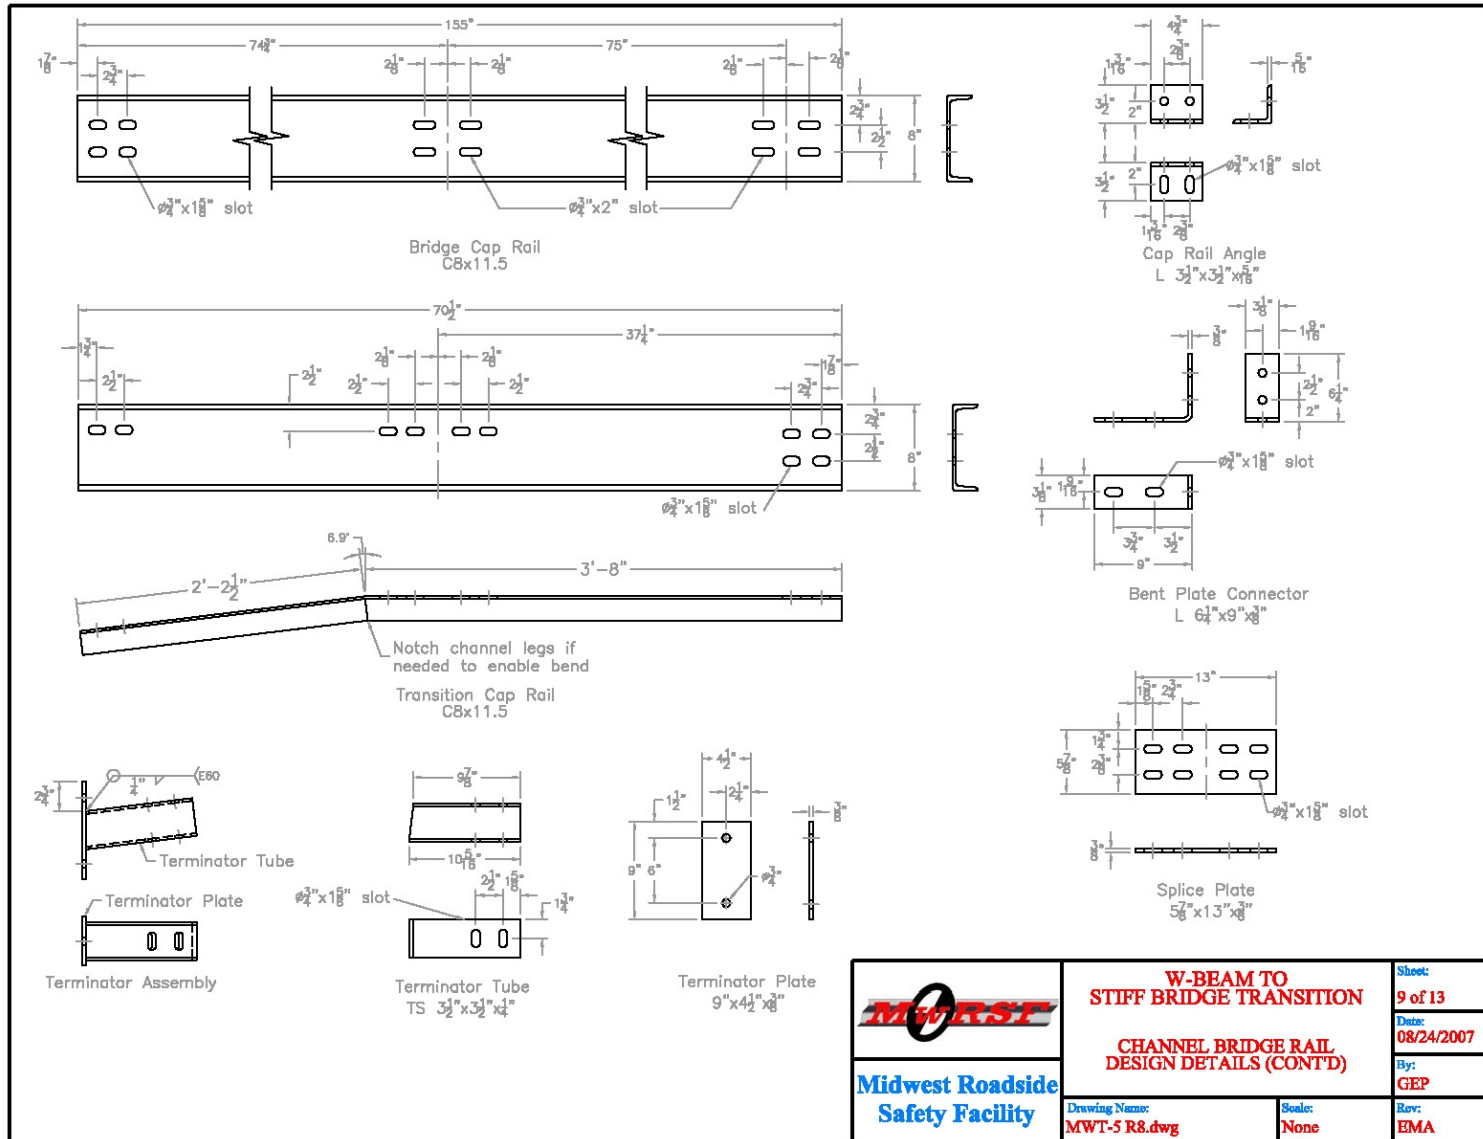 155"
74¾" 75"
1⅞" 2¾" 2⅛" 2⅛" 2⅛" 2⅛"
2¾"
2½" 8"
ø¾"x1⅝" slot ø¾"x2" slot
Bridge Cap Rail
C8x11.5
4¾"
2⅜"
1 3/16" 5/16"
3½" 2"
3½" 2"
ø¾"x1⅝" slot
1 3/16" 2⅜"
Cap Rail Angle
L 3½"x3½"x5/16"
70½"
37¼"
1¾" 2⅛" 2⅛" 1⅞"
2½" 2½" 2½" 2½" 2¾"
2¾"
8"
ø¾"x1⅝" slot
6.9°
2'-2½" 3'-8"
Notch channel legs if
needed to enable bend
Transition Cap Rail
C8x11.5
3⅛"
⅜" 1 9/16"
2½" 6¼"
2"
ø¾"x1⅝" slot
3⅛" 1 9/16"
3¾" 3½"
9"
Bent Plate Connector
L 6¼"x9"x⅜"
13"
1⅝" 2¾"
1¾"
5⅞" 2⅜"
ø¾"x1⅝" slot
⅜"
Splice Plate
5⅞"x13"x⅜"
2¾" ¼" E60
Terminator Tube
Terminator Plate
Terminator Assembly
9⅞"
10 5/16"
ø¾"x1⅝" slot 2½" 1⅝"
1¾"
Terminator Tube
TS 3½"x3½"x¼"
4½"
1½" 2¼" ⅜"
9" 6" ø¾"
Terminator Plate
9"x4½"x⅜"
MwRSF
Midwest Roadside
Safety Facility
W-BEAM TO
STIFF BRIDGE TRANSITION
CHANNEL BRIDGE RAIL
DESIGN DETAILS (CONT'D)
Drawing Name:
MWT-5 R8.dwg
Scale:
None
Sheet:
9 of 13
Date:
08/24/2007
By:
GEP
Rev:
EMA